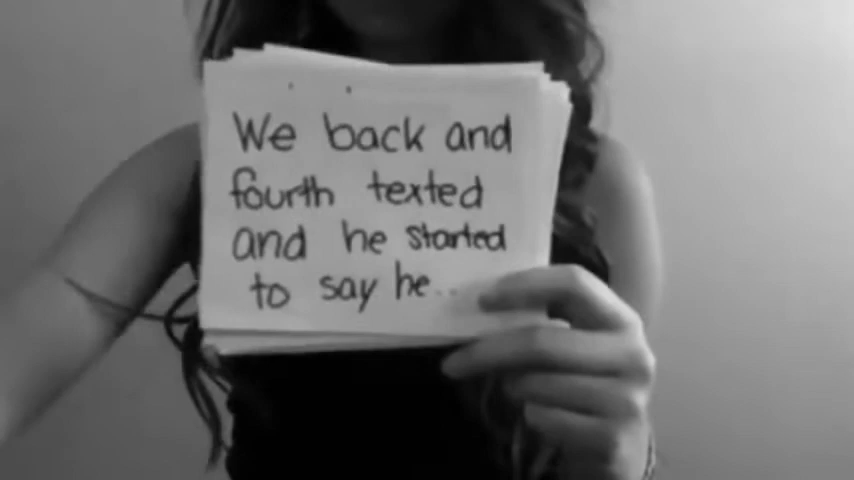 We back and
fourth texted
and he started
to say he...